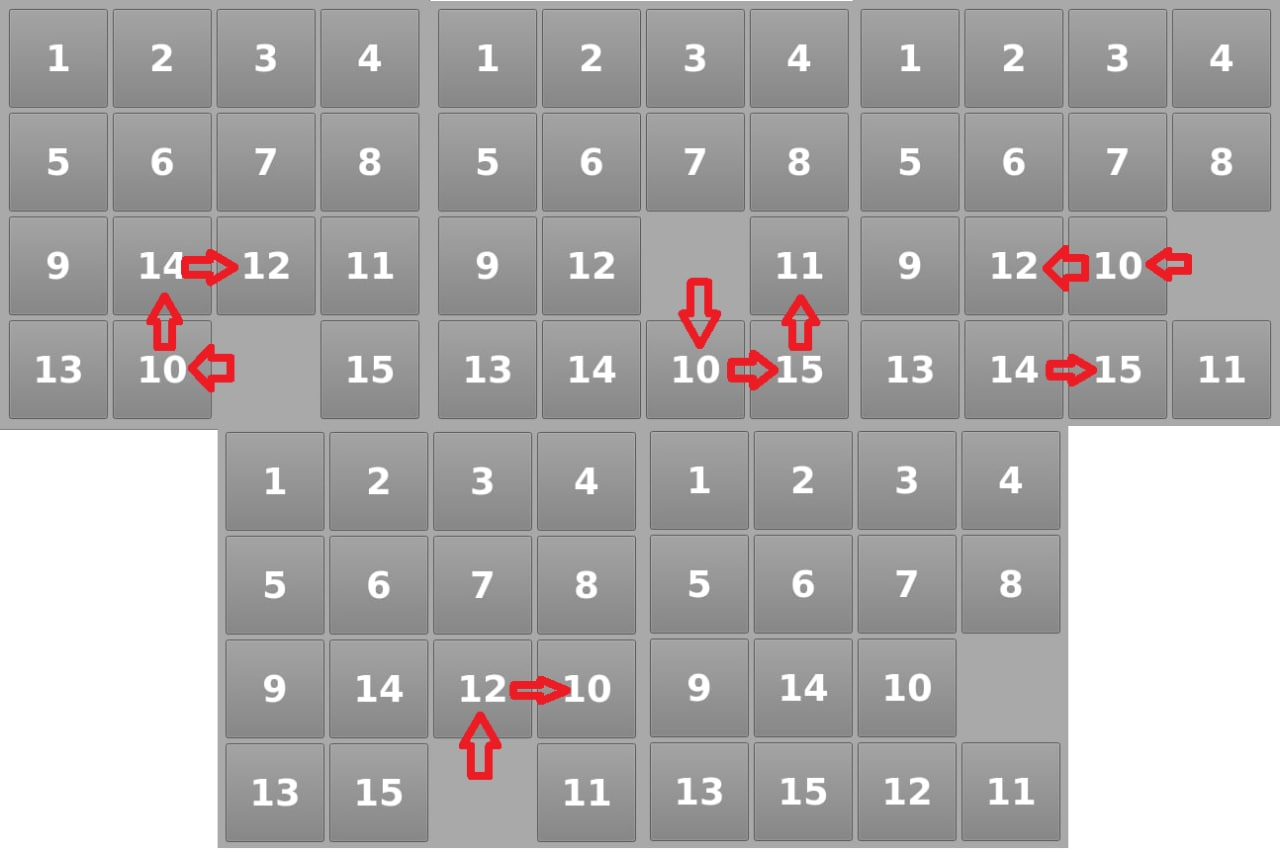 1 2 3 4 1 2 3 4 1 2 3 4
5 6 7 8 5 6 7 8 5 6 7 8
9 14 12 11 9 12 11 9 12 10
13 10 15 13 14 10 15 13 14 15 11
1 2 3 4 1 2 3 4
5 6 7 8 5 6 7 8
9 14 12 10 9 14 10
13 15 11 13 15 12 11